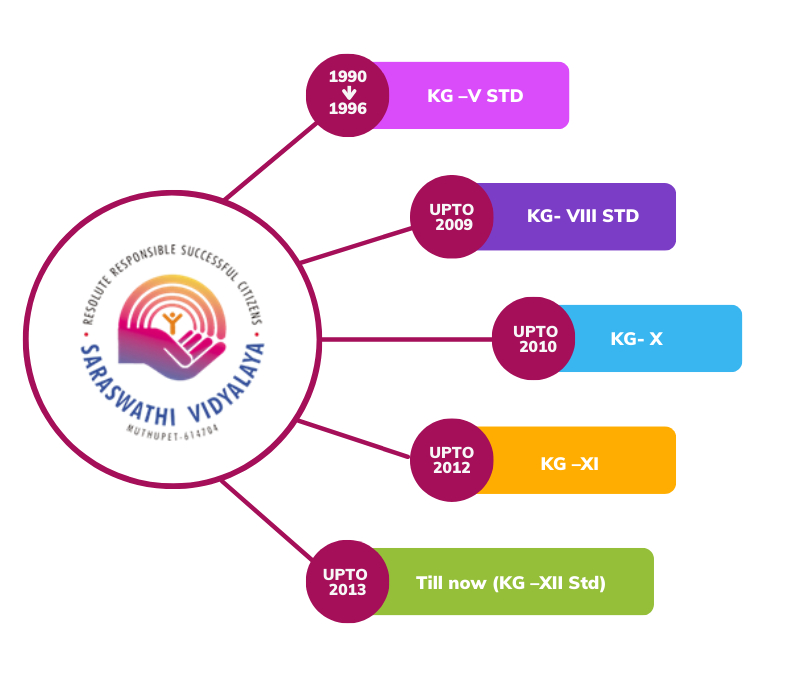 1990
1996
KG –V STD
UPTO
2009
KG- VIII STD
RESOLUTE RESPONSIBLE SUCCESSFUL CITIZENS
SARASWATHI VIDYALAYA
MUTHUPET-614704
UPTO
2010
KG- X
UPTO
2012
KG –XI
UPTO
2013
Till now (KG –XII Std)